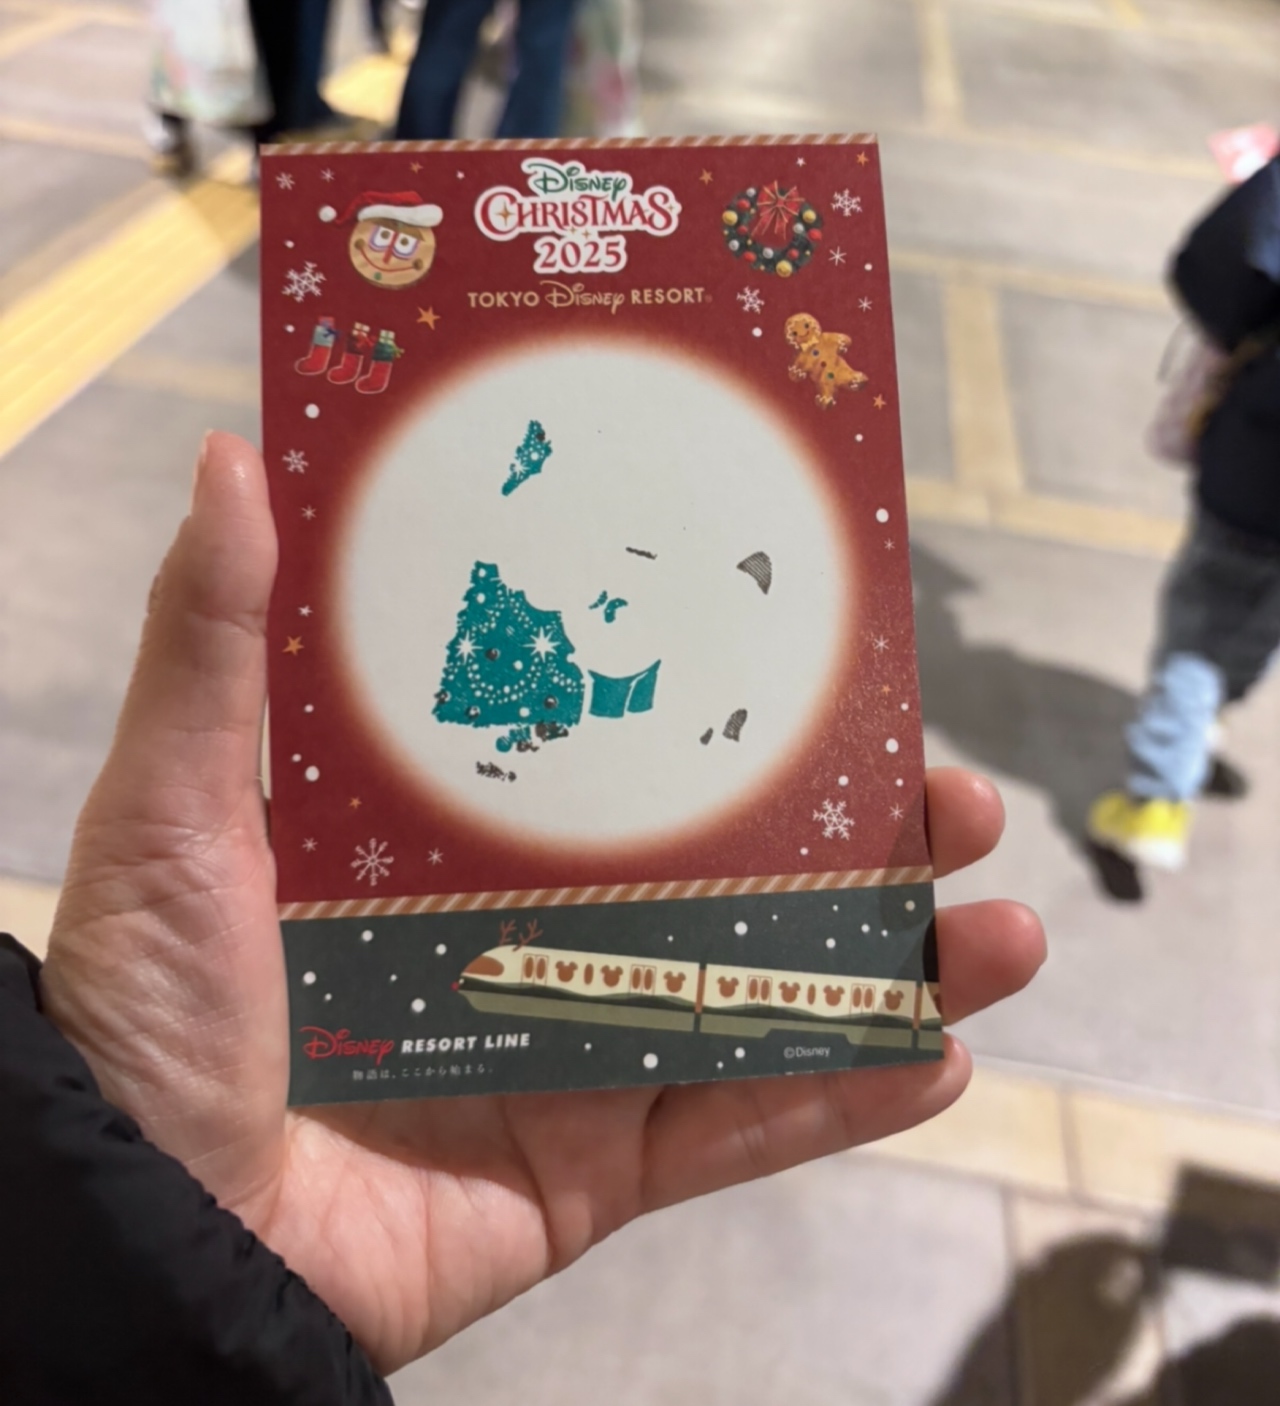 Disney
CHRISTMAS
2025
TOKYO Disney RESORT®
Disney RESORT LINE
物語は、ここから始まる。
©Disney